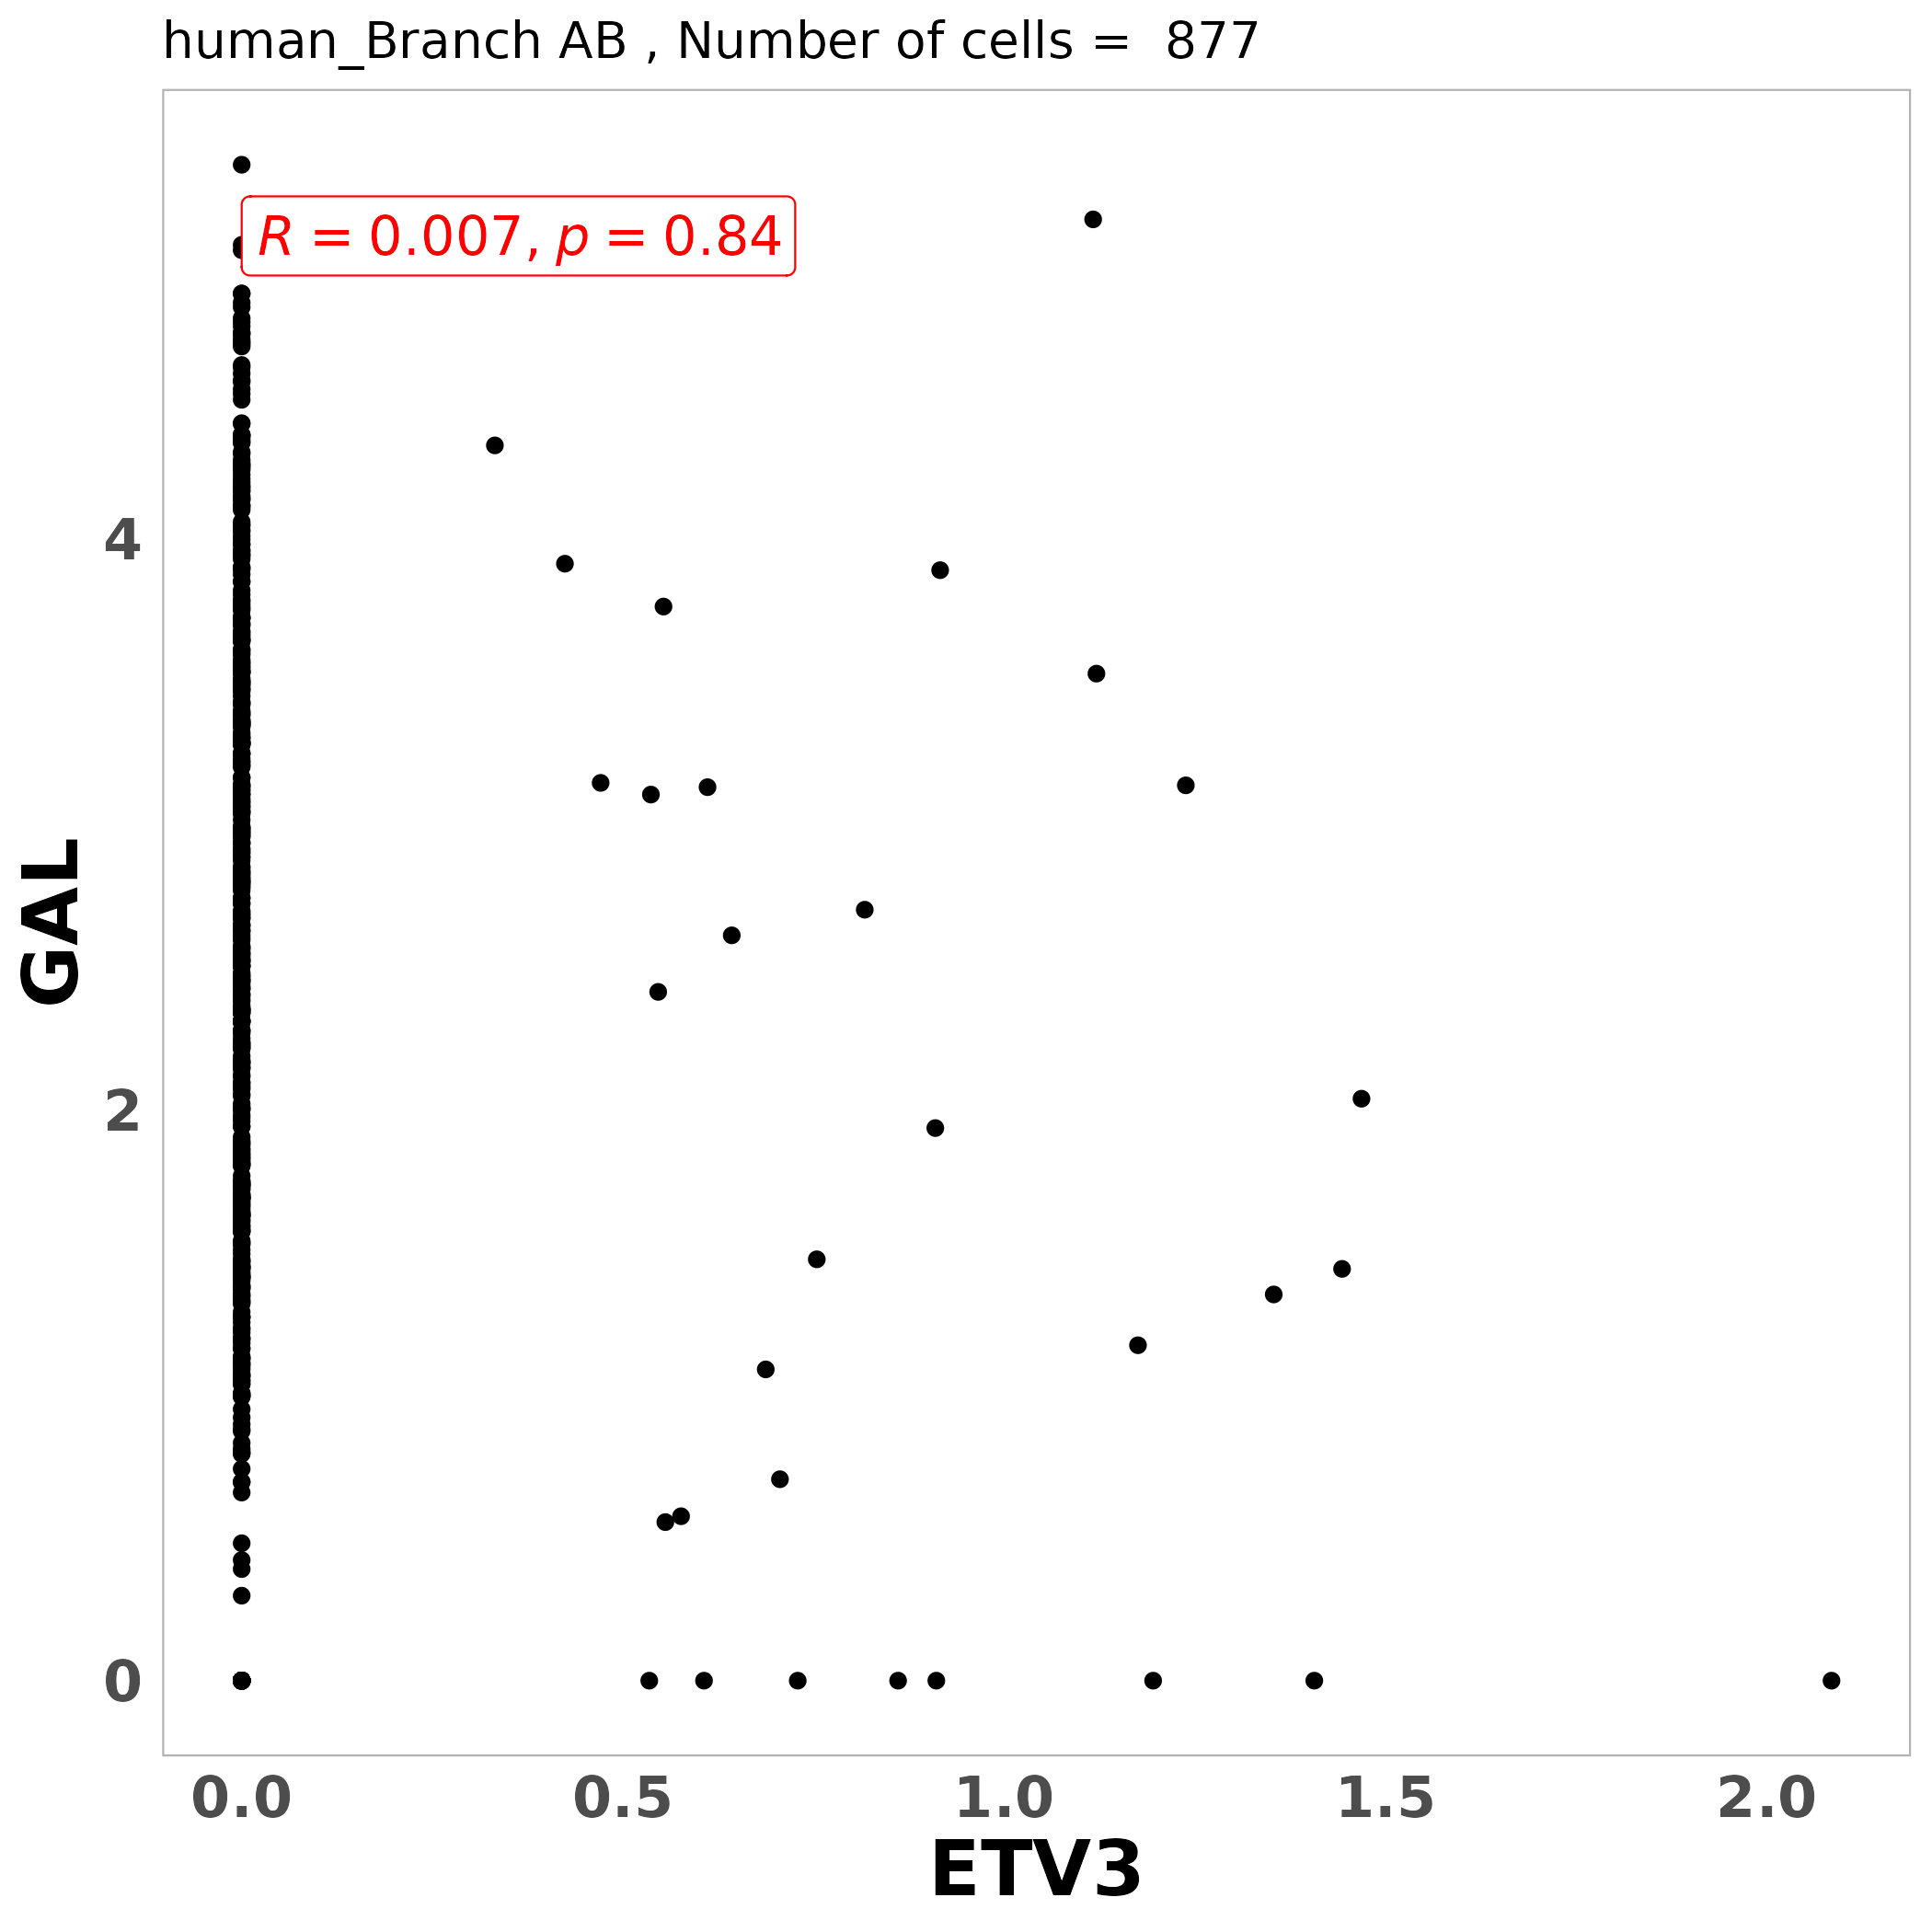 human_Branch AB , Number of cells =  877
R = 0.007, p = 0.84
4
2
0
GAL
0.0 0.5 1.0 1.5 2.0
ETV3